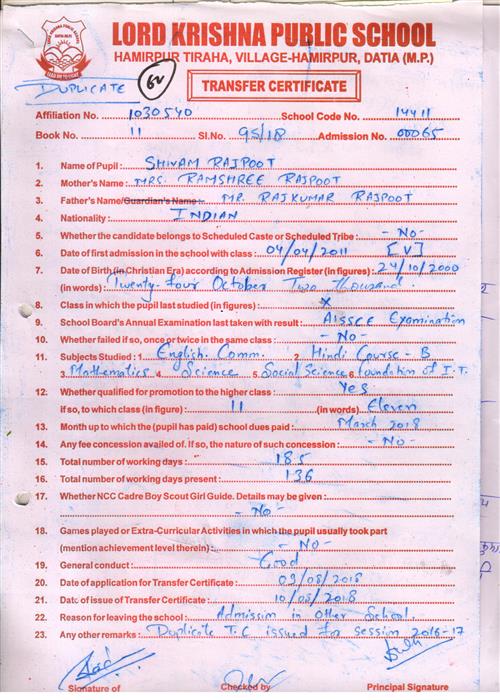 LORD KRISHNA PUBLIC SCHOOL
HAMIRPUR TIRAHA, VILLAGE-HAMIRPUR, DATIA (M.P.)
DUPLICATE
TRANSFER CERTIFICATE
Affiliation No. 1030540 School Code No. 14411
Book No. 11 Sl.No. 95/18 Admission No. 00065
1. Name of Pupil : SHIVAM RAJPOOT
2. Mother's Name : MRS. RAMSHREE RAJPOOT
3. Father's Name/Guardian's Name : MR. RAJKUMAR RAJPOOT
4. Nationality : INDIAN
5. Whether the candidate belongs to Scheduled Caste or Scheduled Tribe : - No -
6. Date of first admission in the school with class : 04/04/2011 [V]
7. Date of Birth (in Christian Era) according to Admission Register (in figures) : 24/10/2000
(in words) : Twenty-four October Two Thousand.
8. Class in which the pupil last studied (in figures) : X
9. School Board's Annual Examination last taken with result : AISSCE Examination
10. Whether failed if so, once or twice in the same class : - No -
11. Subjects Studied : 1. English. Comm. 2. Hindi Course - B
3. Mathematics 4. Science 5. Social Science 6. Foundation of I.T.
12. Whether qualified for promotion to the higher class : Yes
If so, to which class (in figure) : 11 (in words) Eleven
13. Month up to which the (pupil has paid) school dues paid : March 2018
14. Any fee concession availed of. If so, the nature of such concession : - No -
15. Total number of working days : 185
16. Total number of working days present : 136
17. Whether NCC Cadre Boy Scout Girl Guide. Details may be given :
- No -
18. Games played or Extra-Curricular Activities in which the pupil usually took part
(mention achievement level therein) : - No -
19. General conduct : Good
20. Date of application for Transfer Certificate : 09/08/2018
21. Date of issue of Transfer Certificate : 10/08/2018
22. Reason for leaving the school : Admission in other School.
23. Any other remarks : Duplicate T.C issued for session 2016-17
Signature of Checked by Principal Signature